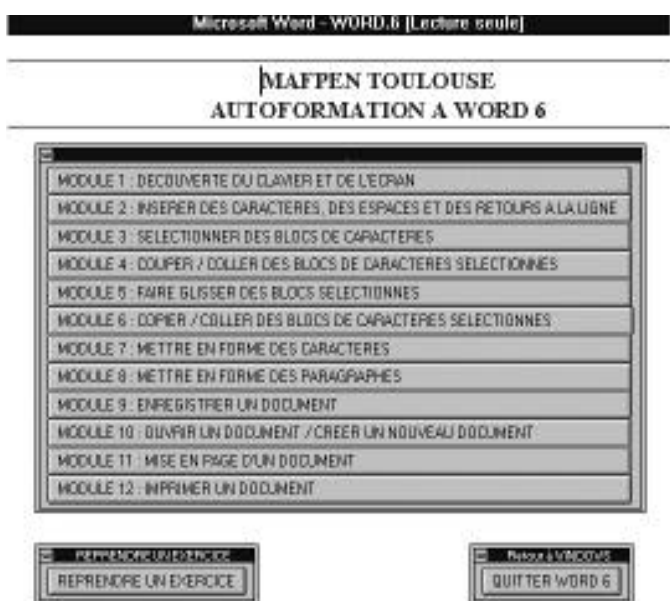 Microsoft Word - WORD.6 [Lecture seule]
MAFPEN TOULOUSE
AUTOFORMATION A WORD 6
MODULE 1 : DECOUVERTE DU CLAVIER ET DE L'ECRAN
MODULE 2 : INSERER DES CARACTERES, DES ESPACES ET DES RETOURS A LA LIGNE
MODULE 3 : SELECTIONNER DES BLOCS DE CARACTERES
MODULE 4 : COUPER / COLLER DES BLOCS DE CARACTERES SELECTIONNES
MODULE 5 : FAIRE GLISSER DES BLOCS SELECTIONNES
MODULE 6 : COPIER / COLLER DES BLOCS DE CARACTERES SELECTIONNES
MODULE 7 : METTRE EN FORME DES CARACTERES
MODULE 8 : METTRE EN FORME DES PARAGRAPHES
MODULE 9 : ENREGISTRER UN DOCUMENT
MODULE 10 : OUVRIR UN DOCUMENT / CREER UN NOUVEAU DOCUMENT
MODULE 11 : MISE EN PAGE D'UN DOCUMENT
MODULE 12 : IMPRIMER UN DOCUMENT
REPRENDRE UN EXERCICE
Retour à WINDOWS
REPRENDRE UN EXERCICE
QUITTER WORD 6